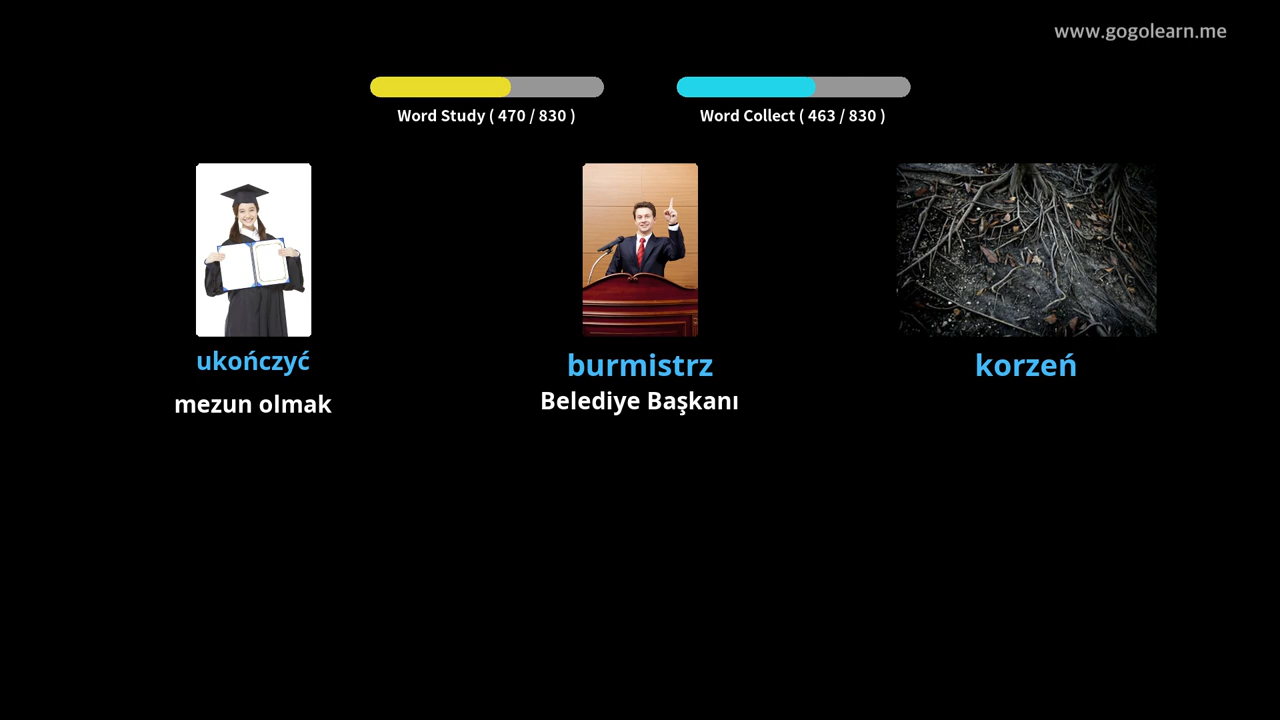 www.gogolearn.me
Word Study ( 470 / 830 )
Word Collect ( 463 / 830 )
ukończyć
mezun olmak
burmistrz
Belediye Başkanı
korzeń